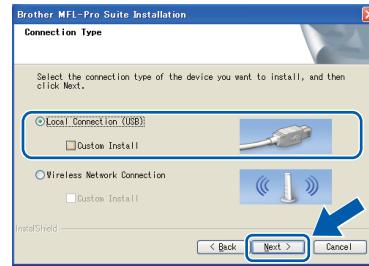 Brother MFL-Pro Suite Installation
Connection Type
Select the connection type of the device you want to install, and then
click Next.
Local Connection (USB)
Custom Install
Wireless Network Connection
Custom Install
InstallShield
< Back
Next >
Cancel